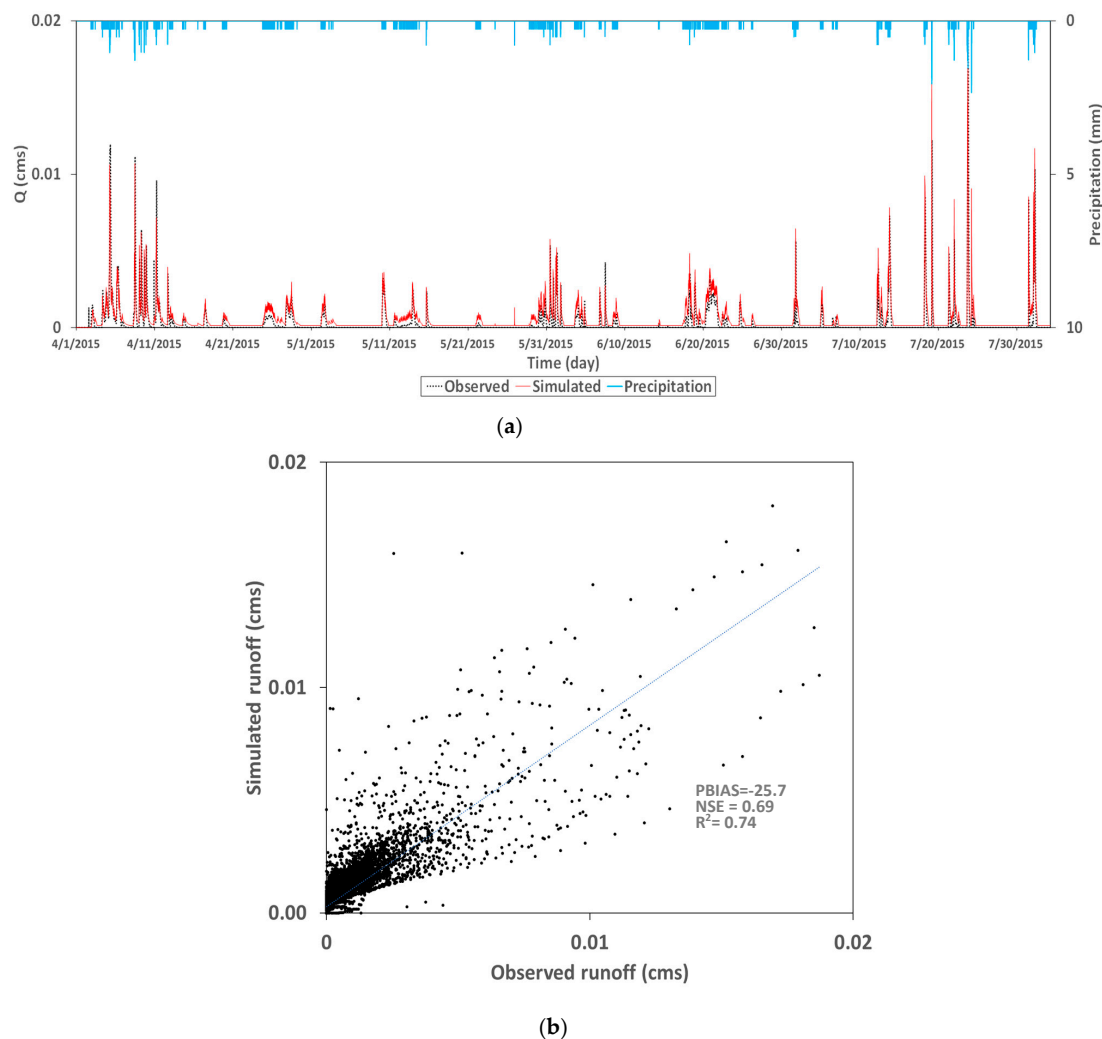 0.02
0
0.01
5
0
10
Q (cms)
Precipitation (mm)
4/1/2015 4/11/2015 4/21/2015 5/1/2015 5/11/2015 5/21/2015 5/31/2015 6/10/2015 6/20/2015 6/30/2015 7/10/2015 7/20/2015 7/30/2015
Time (day)
Observed Simulated Precipitation
(a)
0.02
0.01
0.00
Simulated runoff (cms)
PBIAS=-25.7
NSE = 0.69
R²= 0.74
0 0.01 0.02
Observed runoff (cms)
(b)